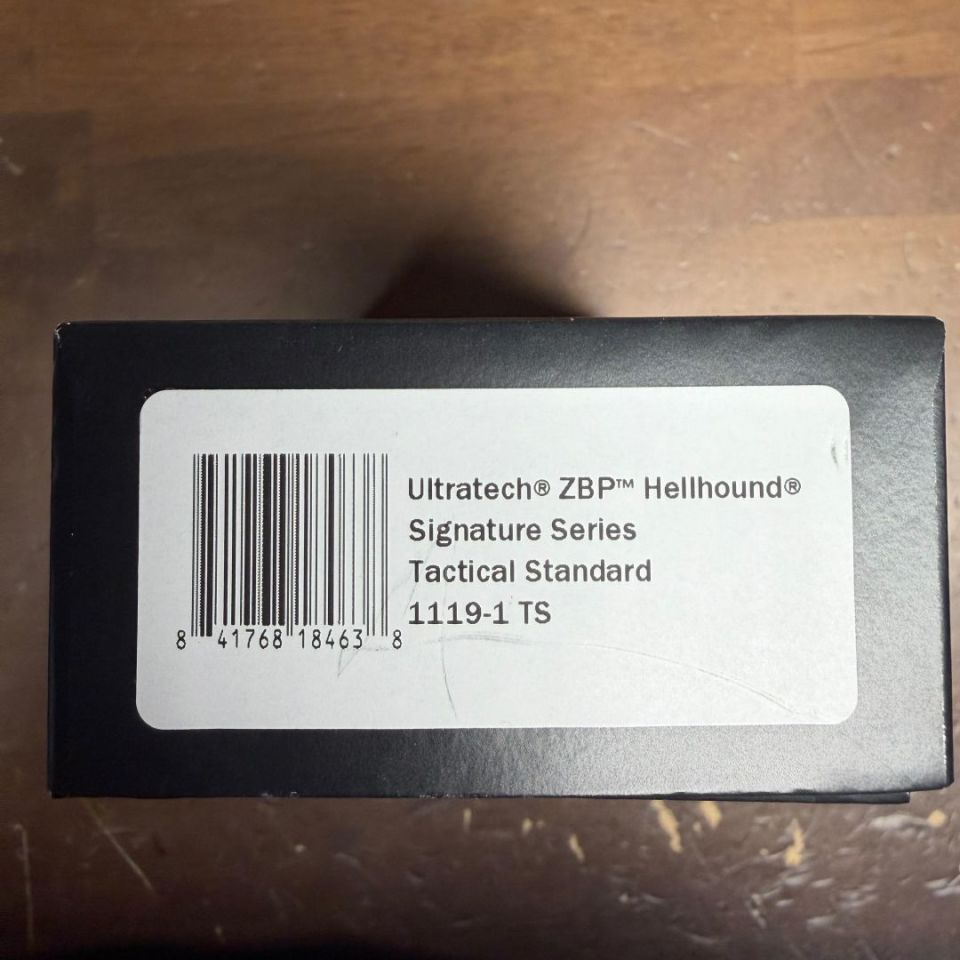 Ultratech® ZBP™ Hellhound®
Signature Series
Tactical Standard
1119-1 TS
8 41768 18463 8